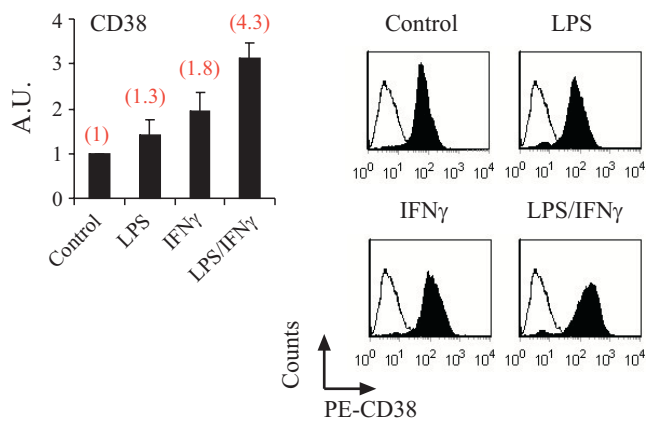 CD38
A.U.
4
3
2
1
0
(1)
(1.3)
(1.8)
(4.3)
Control
LPS
IFNγ
LPS/IFNγ
Control
10⁰ 10¹ 10² 10³ 10⁴
LPS
10⁰ 10¹ 10² 10³ 10⁴
IFNγ
10⁰ 10¹ 10² 10³ 10⁴
LPS/IFNγ
10⁰ 10¹ 10² 10³ 10⁴
Counts
PE-CD38